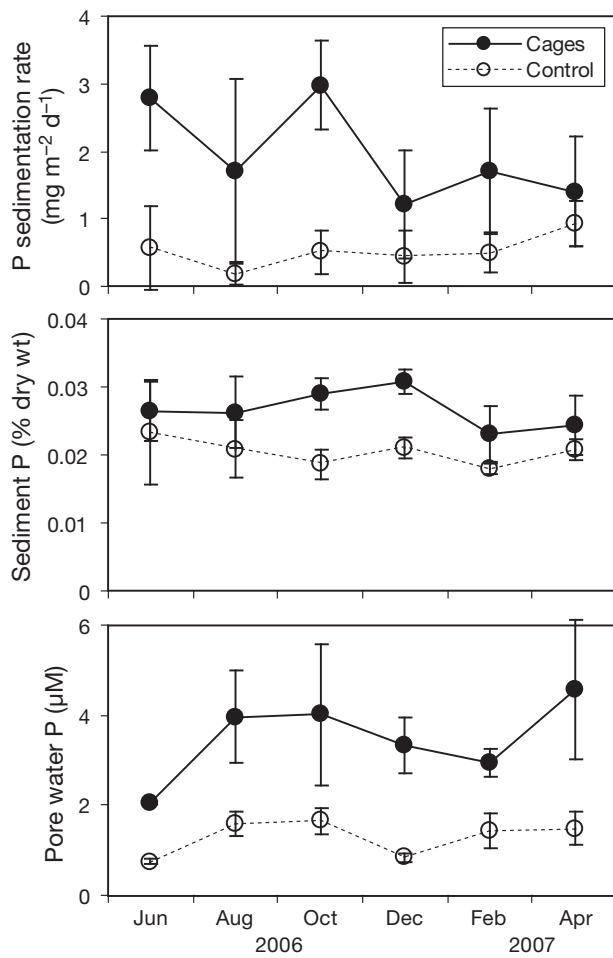 P sedimentation rate
(mg m⁻² d⁻¹)
4
3
2
1
0
Cages
Control
Sediment P (% dry wt)
0.04
0.03
0.02
0.01
0
Pore water P (µM)
6
4
2
0
Jun Aug Oct Dec Feb Apr
2006 2007